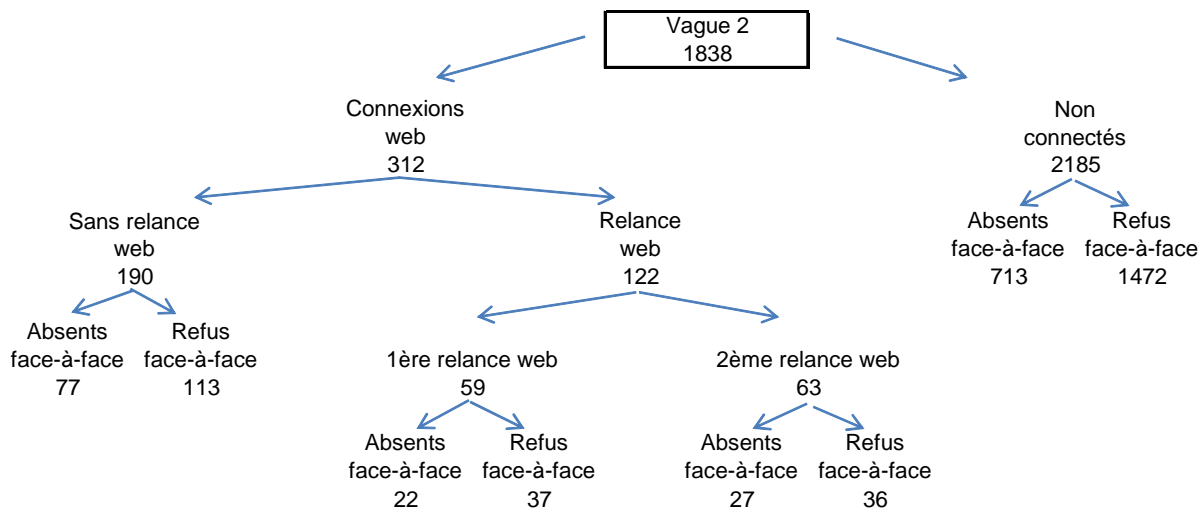 Vague 2
1838
Connexions
web
312
Non
connectés
2185
Sans relance
web
190
Relance
web
122
Absents
face-à-face
713
Refus
face-à-face
1472
Absents
face-à-face
77
Refus
face-à-face
113
1ère relance web
59
2ème relance web
63
Absents
face-à-face
22
Refus
face-à-face
37
Absents
face-à-face
27
Refus
face-à-face
36